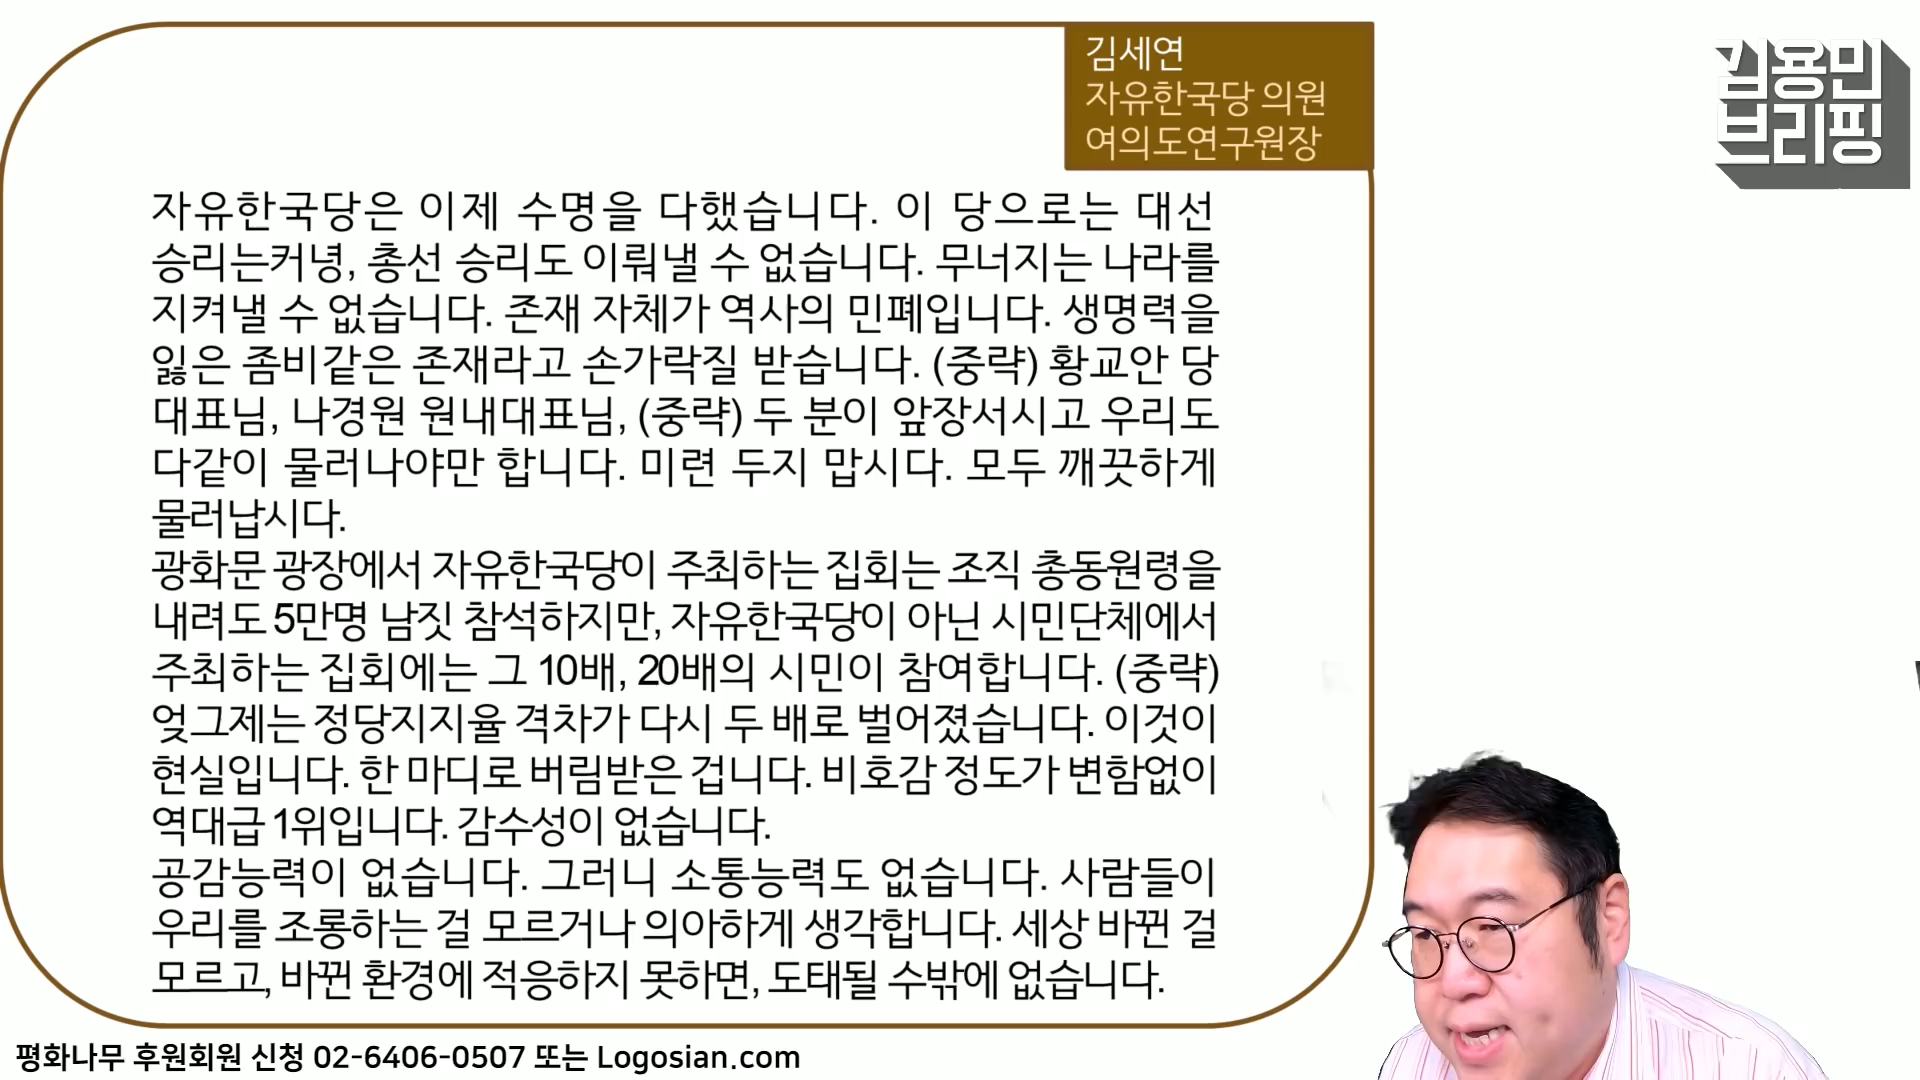 김세연
자유한국당 의원
여의도연구원장
김용민
브리핑
자유한국당은 이제 수명을 다했습니다. 이 당으로는 대선
승리는커녕, 총선 승리도 이뤄낼 수 없습니다. 무너지는 나라를
지켜낼 수 없습니다. 존재 자체가 역사의 민폐입니다. 생명력을
잃은 좀비같은 존재라고 손가락질 받습니다. (중략) 황교안 당
대표님, 나경원 원내대표님, (중략) 두 분이 앞장서시고 우리도
다같이 물러나야만 합니다. 미련 두지 맙시다. 모두 깨끗하게
물러납시다.
광화문 광장에서 자유한국당이 주최하는 집회는 조직 총동원령을
내려도 5만명 남짓 참석하지만, 자유한국당이 아닌 시민단체에서
주최하는 집회에는 그 10배, 20배의 시민이 참여합니다. (중략)
엊그제는 정당지지율 격차가 다시 두 배로 벌어졌습니다. 이것이
현실입니다. 한 마디로 버림받은 겁니다. 비호감 정도가 변함없이
역대급 1위입니다. 감수성이 없습니다.
공감능력이 없습니다. 그러니 소통능력도 없습니다. 사람들이
우리를 조롱하는 걸 모르거나 의아하게 생각합니다. 세상 바뀐 걸
모르고, 바뀐 환경에 적응하지 못하면, 도태될 수밖에 없습니다.
평화나무 후원회원 신청 02-6406-0507 또는 Logosian.com